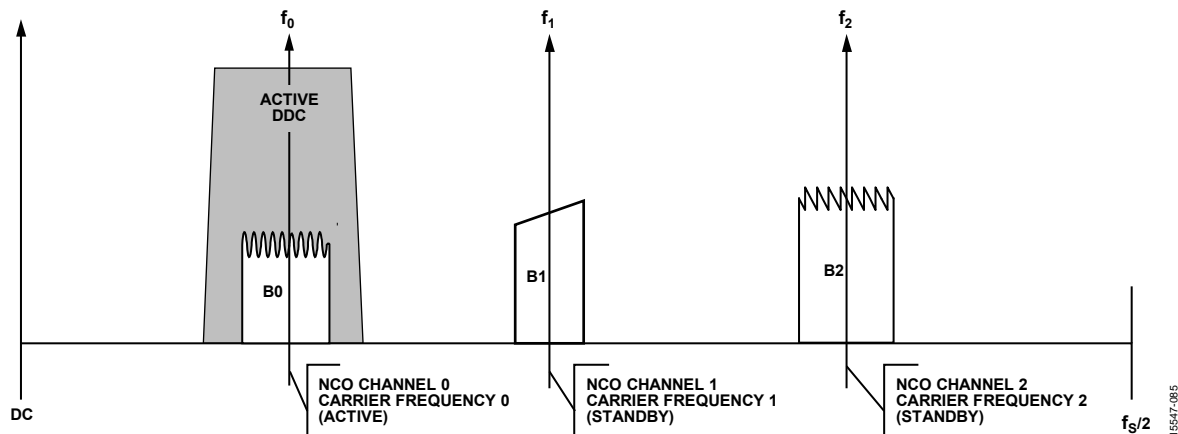 f0
f1
f2
ACTIVE
DDC
B0
B1
B2
NCO CHANNEL 0
CARRIER FREQUENCY 0
(ACTIVE)
NCO CHANNEL 1
CARRIER FREQUENCY 1
(STANDBY)
NCO CHANNEL 2
CARRIER FREQUENCY 2
(STANDBY)
DC
fS/2
15547-085